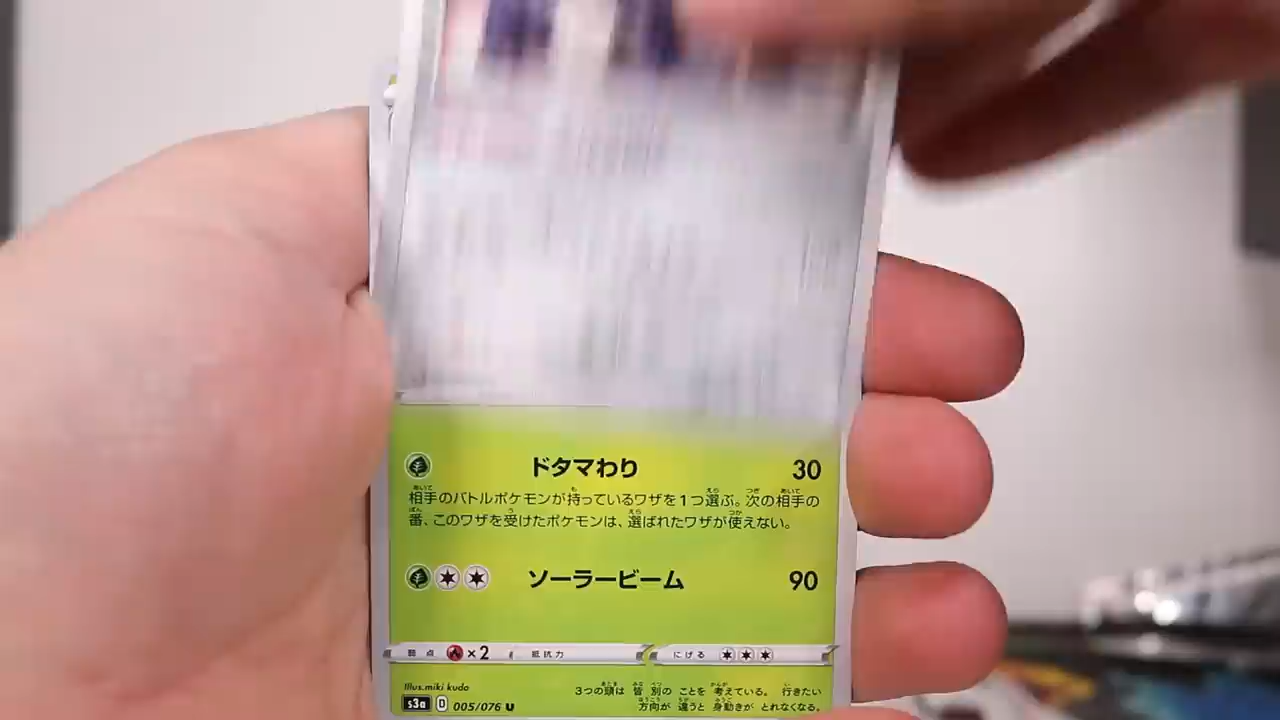 ドタマわり 30
相手のバトルポケモンが持っているワザを1つ選ぶ。次の相手の
番、このワザを受けたポケモンは、選ばれたワザが使えない。
ソーラービーム 90
弱点 ×2 抵抗力 にげる
Illus.miki kudo
3つの頭は 皆 別の ことを 考えている。 行きたい
s3a D 005/076 U
方向が 違うと 身動きが とれなくなる。